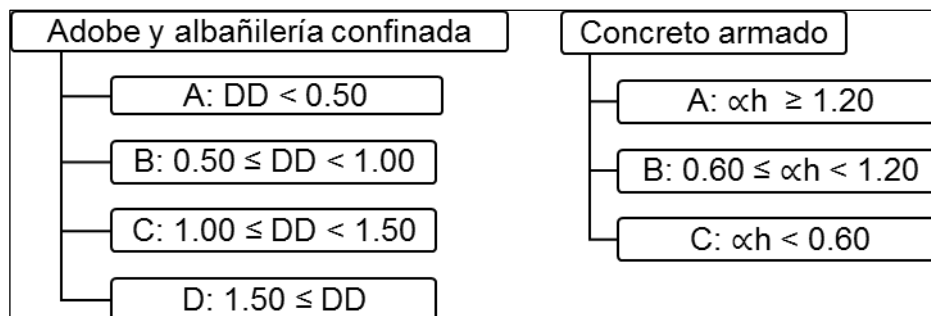 Adobe y albañilería confinada
A: DD < 0.50
B: 0.50 ≤ DD < 1.00
C: 1.00 ≤ DD < 1.50
D: 1.50 ≤ DD
Concreto armado
A: ∝h ≥ 1.20
B: 0.60 ≤ ∝h < 1.20
C: ∝h < 0.60